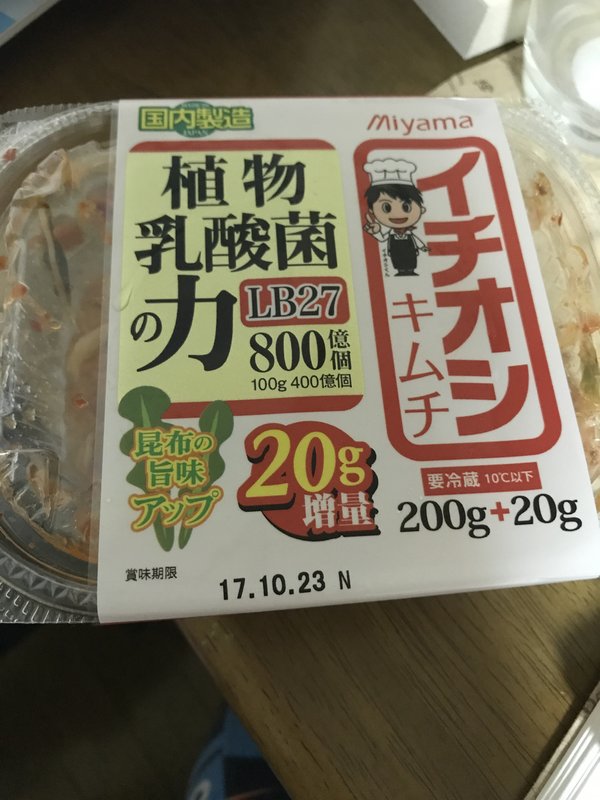 国内製造
MADE IN JAPAN
Miyama
植物
乳酸菌
の力
LB27
800億個
100g 400億個
イチオシ
キムチ
昆布の
旨味
アップ
20g
増量
要冷蔵 10℃以下
200g+20g
賞味期限
17.10.23 N